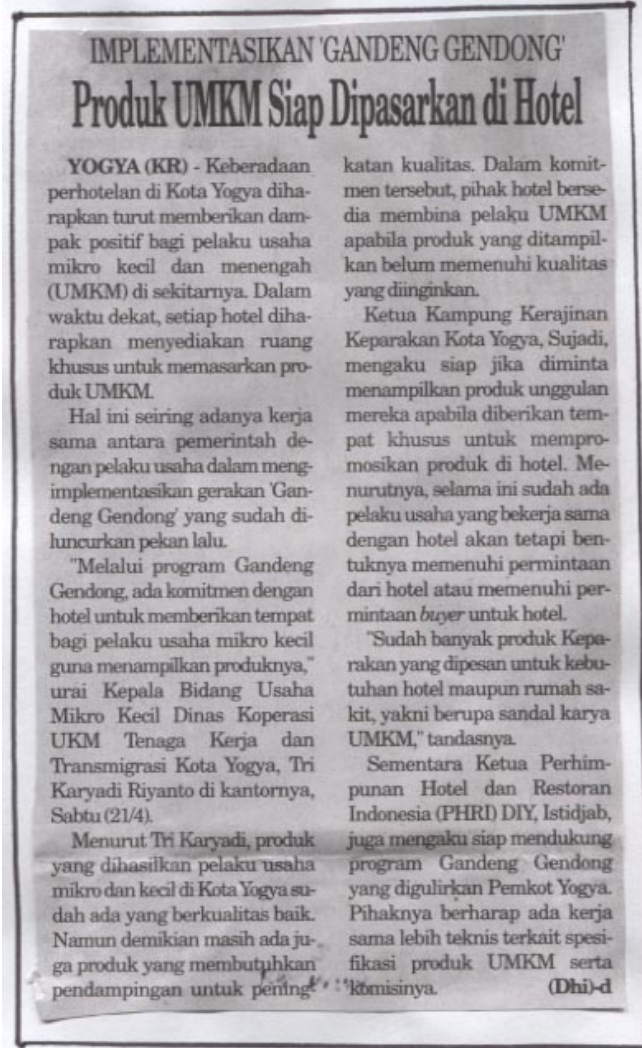 IMPLEMENTASIKAN 'GANDENG GENDONG'
Produk UMKM Siap Dipasarkan di Hotel
YOGYA (KR) - Keberadaan
perhotelan di Kota Yogya diha-
rapkan turut memberikan dam-
pak positif bagi pelaku usaha
mikro kecil dan menengah
(UMKM) di sekitarnya. Dalam
waktu dekat, setiap hotel diha-
rapkan menyediakan ruang
khusus untuk memasarkan pro-
duk UMKM.
Hal ini seiring adanya kerja
sama antara pemerintah de-
ngan pelaku usaha dalam meng-
implementasikan gerakan 'Gan-
deng Gendong' yang sudah di-
luncurkan pekan lalu.
"Melalui program Gandeng
Gendong, ada komitmen dengan
hotel untuk memberikan tempat
bagi pelaku usaha mikro kecil
guna menampilkan produknya,"
urai Kepala Bidang Usaha
Mikro Kecil Dinas Koperasi
UKM Tenaga Kerja dan
Transmigrasi Kota Yogya, Tri
Karyadi Riyanto di kantornya,
Sabtu (21/4).
Menurut Tri Karyadi, produk
yang dihasilkan pelaku usaha
mikro dan kecil di Kota Yogya su-
dah ada yang berkualitas baik.
Namun demikian masih ada ju-
ga produk yang membutuhkan
pendampingan untuk pening-
katan kualitas. Dalam komit-
men tersebut, pihak hotel berse-
dia membina pelaku UMKM
apabila produk yang ditampil-
kan belum memenuhi kualitas
yang diinginkan.
Ketua Kampung Kerajinan
Keparakan Kota Yogya, Sujadi,
mengaku siap jika diminta
menampilkan produk unggulan
mereka apabila diberikan tem-
pat khusus untuk mempro-
mosikan produk di hotel. Me-
nurutnya, selama ini sudah ada
pelaku usaha yang bekerja sama
dengan hotel akan tetapi ben-
tuknya memenuhi permintaan
dari hotel atau memenuhi per-
mintaan buyer untuk hotel.
"Sudah banyak produk Kepa-
rakan yang dipesan untuk kebu-
tuhan hotel maupun rumah sa-
kit, yakni berupa sandal karya
UMKM," tandasnya.
Sementara Ketua Perhim-
punan Hotel dan Restoran
Indonesia (PHRI) DIY, Istidjab,
juga mengaku siap mendukung
program Gandeng Gendong
yang digulirkan Pemkot Yogya.
Pihaknya berharap ada kerja
sama lebih teknis terkait spesi-
fikasi produk UMKM serta
komisinya. (Dhi)-d